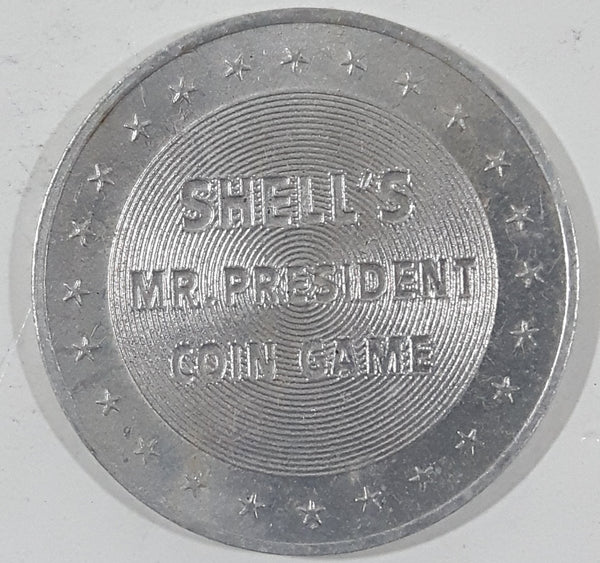 SHELL'S
MR. PRESIDENT
COIN GAME